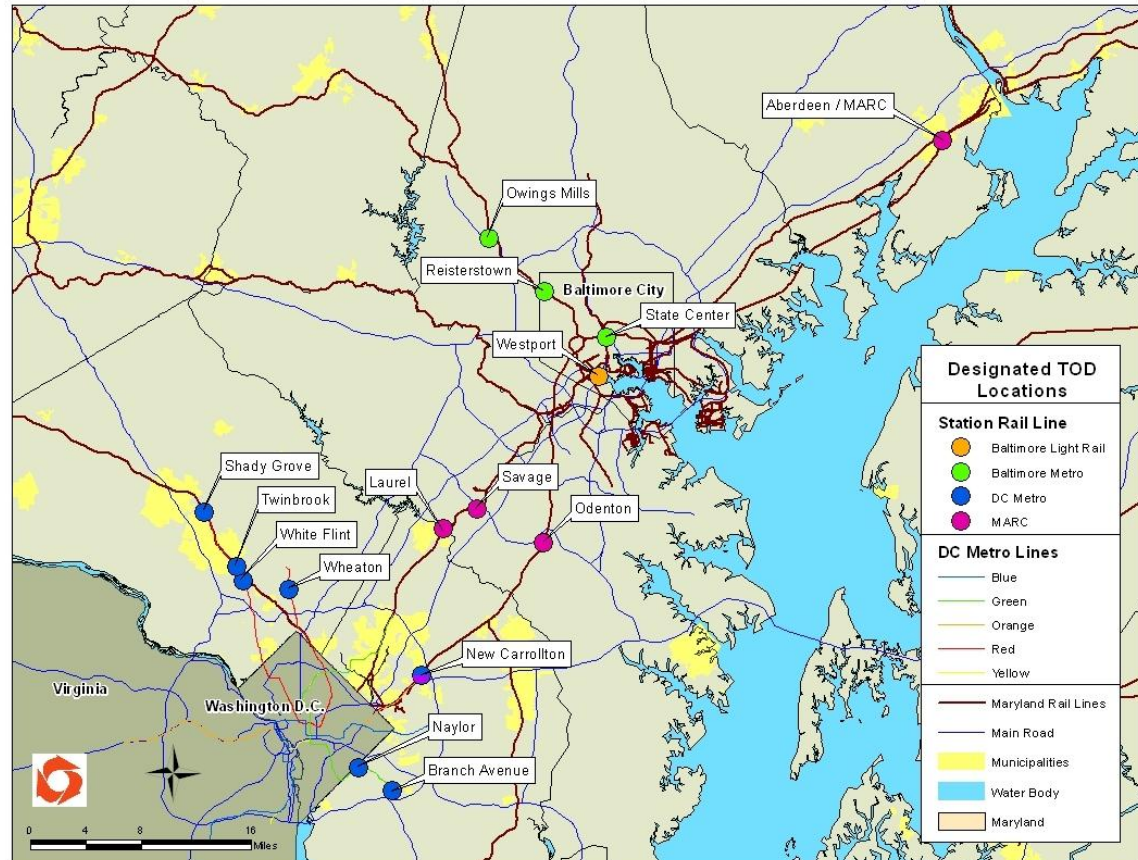 Aberdeen / MARC
Owings Mills
Reisterstown
Baltimore City
State Center
Westport
Shady Grove
Twinbrook
White Flint
Wheaton
Laurel
Savage
Odenton
New Carrollton
Virginia
Washington D.C.
Naylor
Branch Avenue
0 4 8 16
Miles
Designated TOD
Locations
Station Rail Line
Baltimore Light Rail
Baltimore Metro
DC Metro
MARC
DC Metro Lines
Blue
Green
Orange
Red
Yellow
Maryland Rail Lines
Main Road
Municipalities
Water Body
Maryland